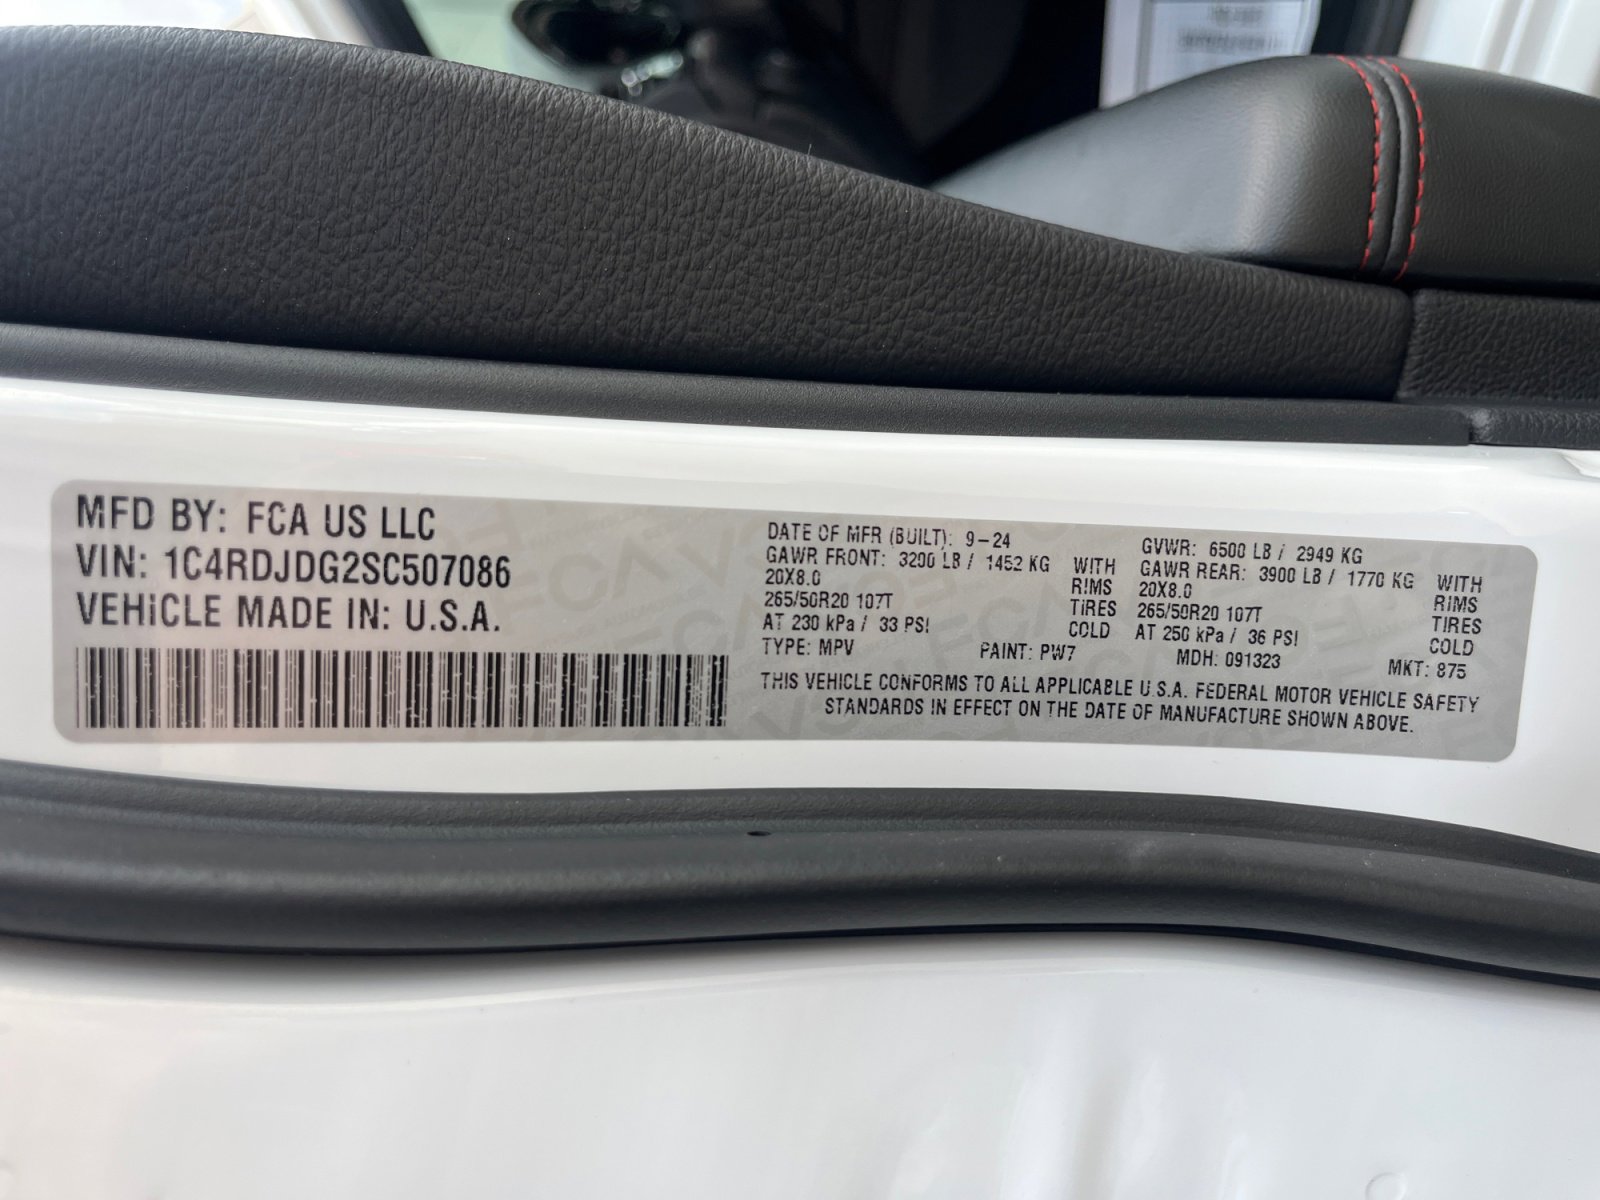 MFD BY: FCA US LLC
VIN: 1C4RDJDG2SC507086
VEHICLE MADE IN: U.S.A.
DATE OF MFR (BUILT): 9-24
GAWR FRONT: 3200 LB / 1452 KG WITH
20X8.0 RIMS
265/50R20 107T TIRES
AT 230 kPa / 33 PSI COLD
TYPE: MPV PAINT: PW7
GVWR: 6500 LB / 2949 KG
GAWR REAR: 3900 LB / 1770 KG WITH
20X8.0 RIMS
265/50R20 107T TIRES
AT 250 kPa / 36 PSI COLD
MDH: 091323 MKT: 875
THIS VEHICLE CONFORMS TO ALL APPLICABLE U.S.A. FEDERAL MOTOR VEHICLE SAFETY
STANDARDS IN EFFECT ON THE DATE OF MANUFACTURE SHOWN ABOVE.